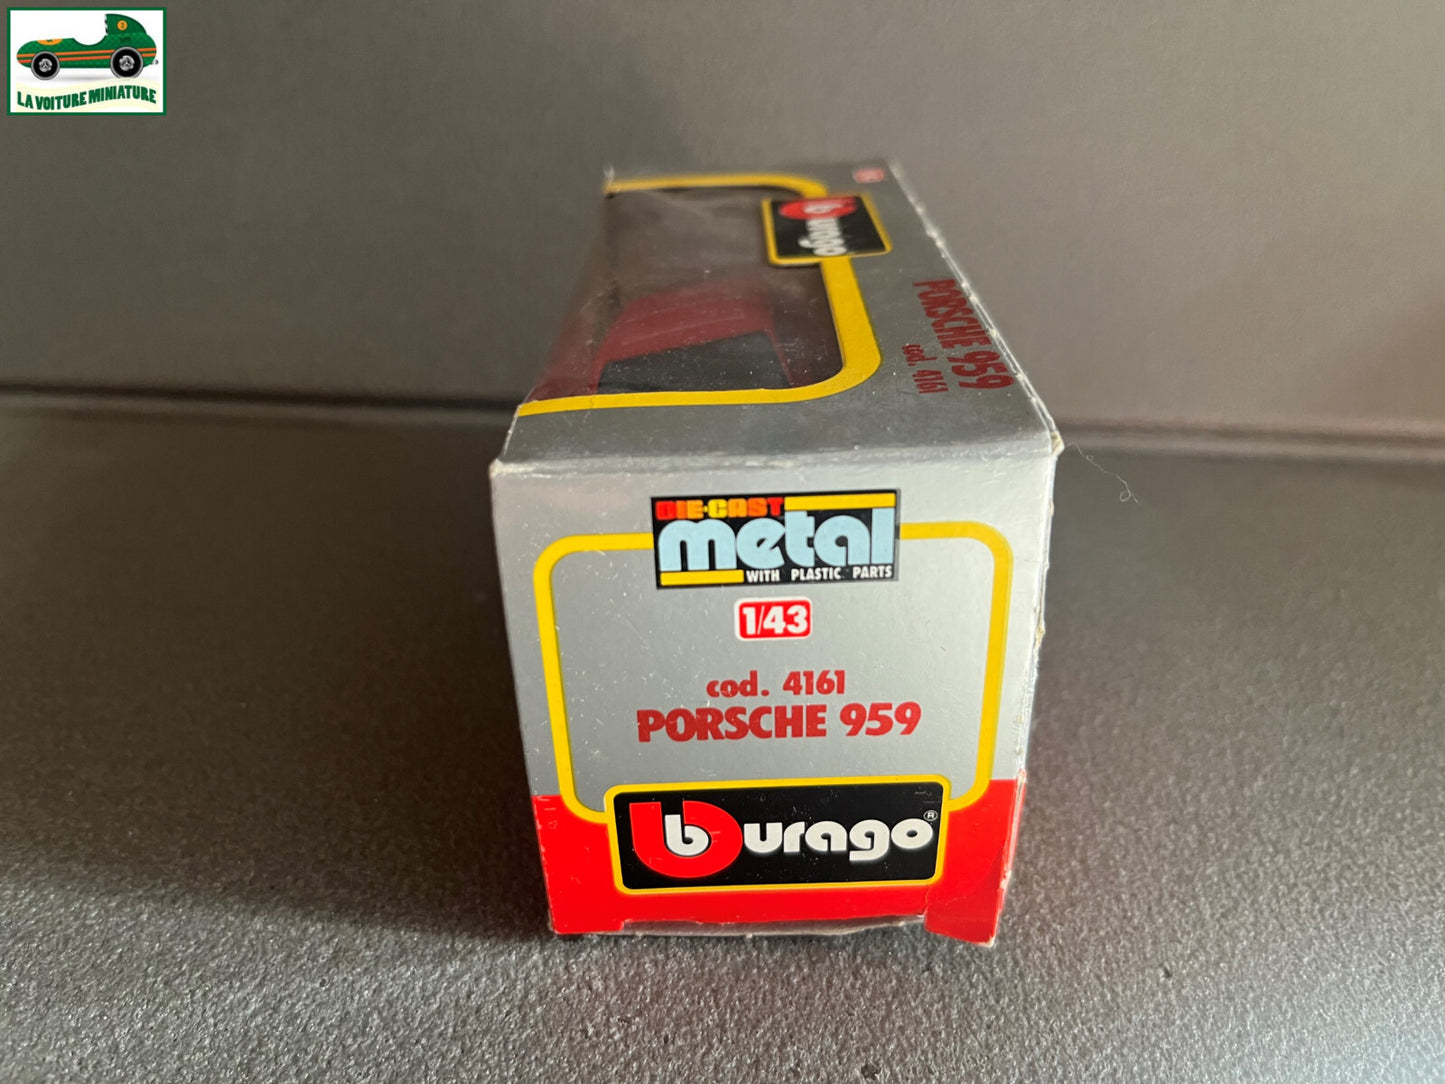 3
LA VOITURE MINIATURE
burago
PORSCHE 959
cod. 4161
DIE-CAST
metal
WITH PLASTIC PARTS
1/43
cod. 4161
PORSCHE 959
burago®